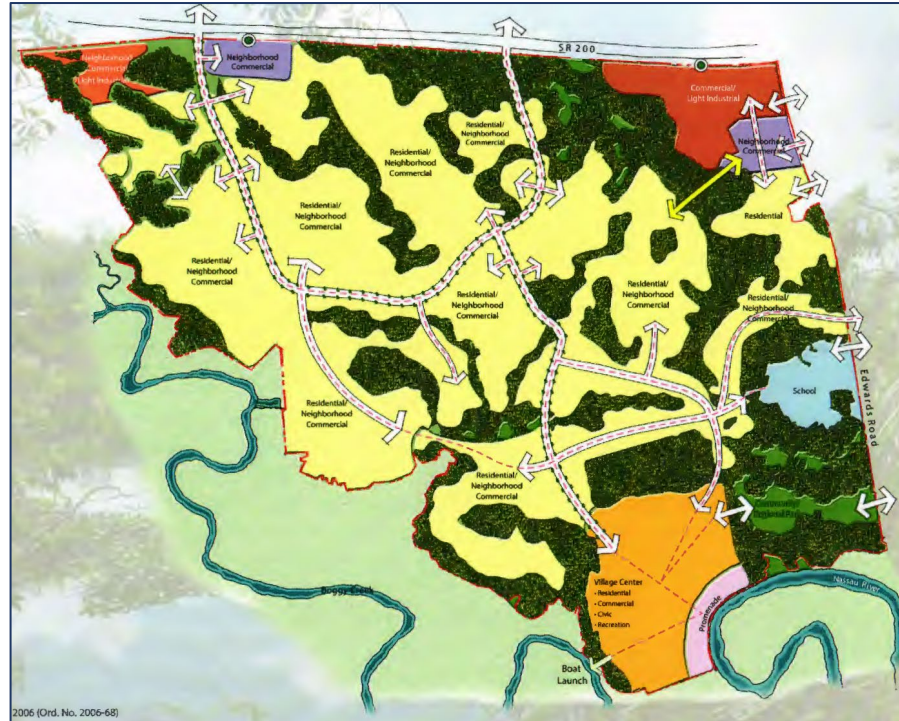 SR 200
Neighborhood
Commercial/
Light Industrial
Neighborhood
Commercial
Commercial/
Light Industrial
Neighborhood
Commercial
Residential/
Neighborhood
Commercial
Residential/
Neighborhood
Commercial
Residential/
Neighborhood
Commercial
Residential
Residential/
Neighborhood
Commercial
Residential/
Neighborhood
Commercial
Residential/
Neighborhood
Commercial
Residential/
Neighborhood
Commercial
Residential/
Neighborhood
Commercial
School
Edwards Road
Residential/
Neighborhood
Commercial
Regional Park
Nassau River
Village Center
• Residential
• Commercial
• Civic
• Recreation
Promenade
Boggy Creek
Boat
Launch
2006 (Ord. No. 2006-68)